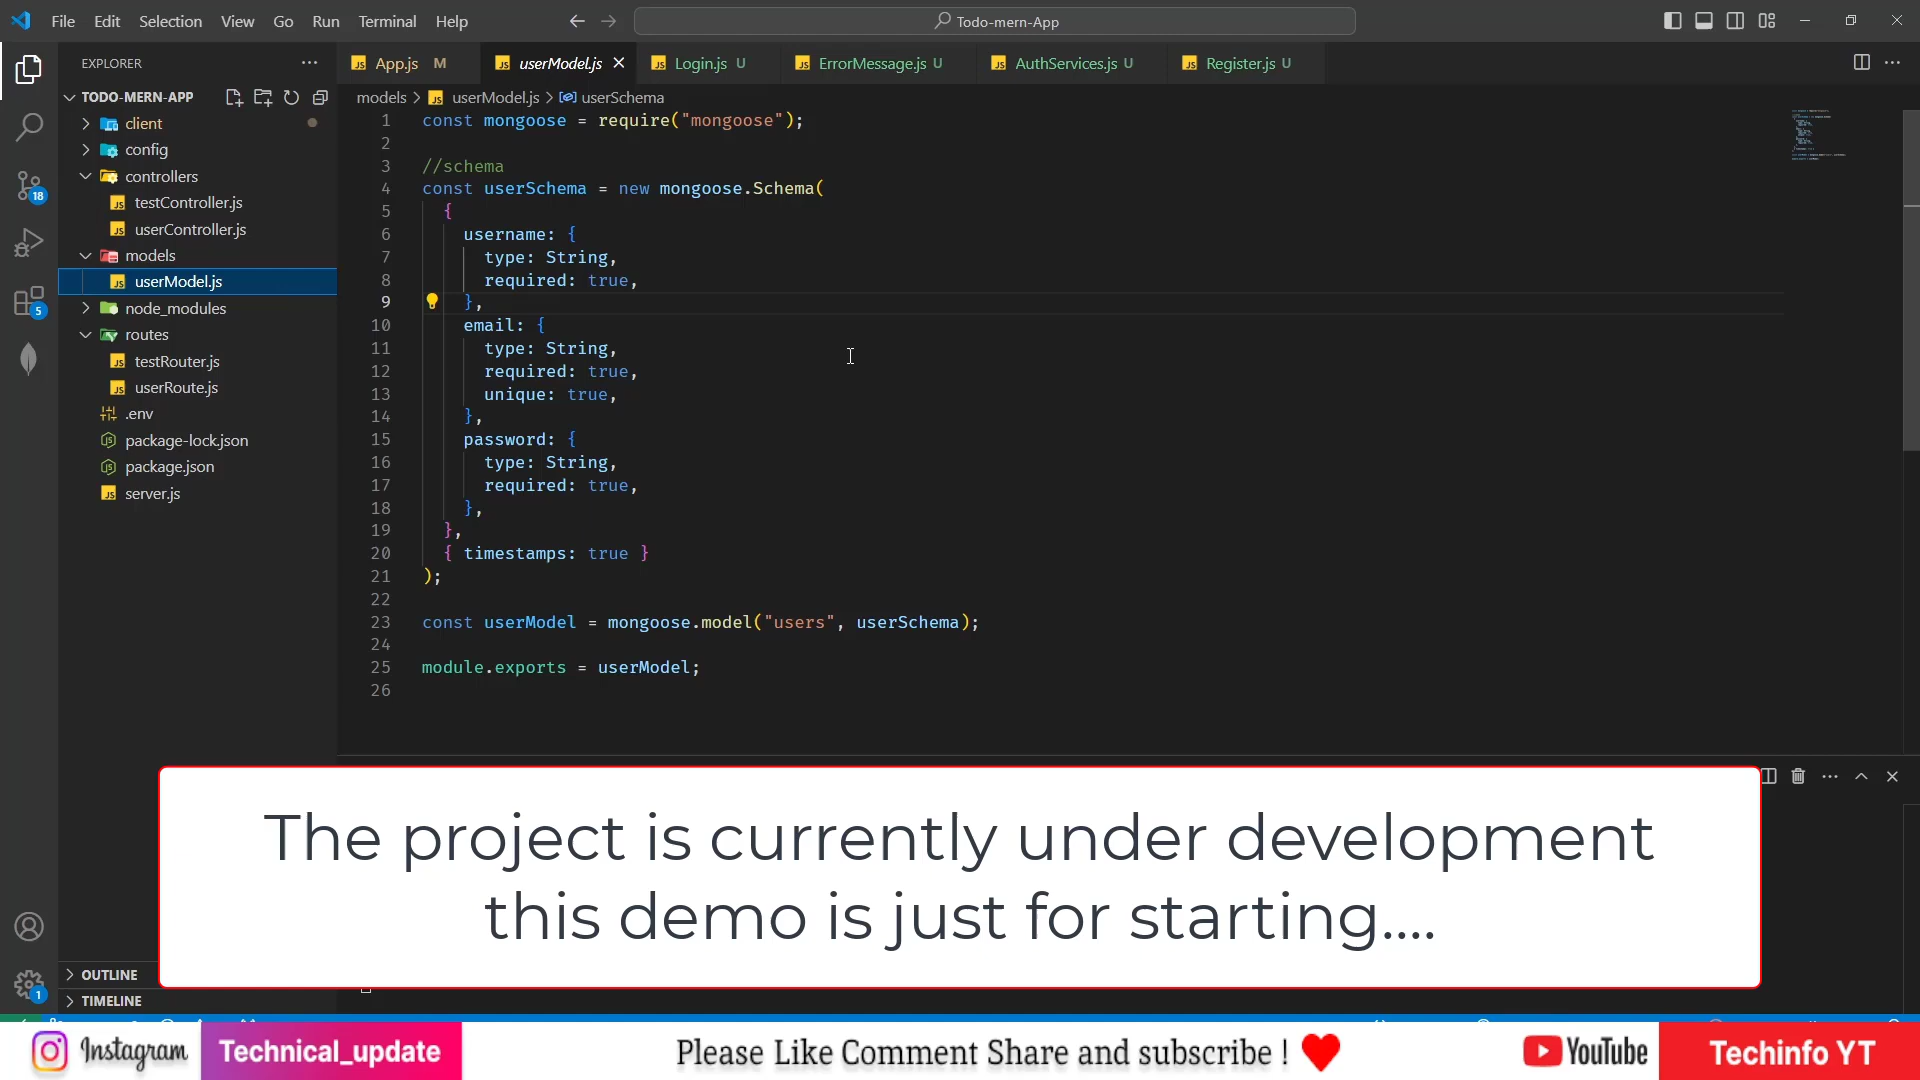 File Edit Selection View Go Run Terminal Help
Todo-mern-App
EXPLORER
App.js M
userModel.js
Login.js U
ErrorMessage.js U
AuthServices.js U
Register.js U
TODO-MERN-APP
client
config
controllers
testController.js
userController.js
models
userModel.js
node_modules
routes
testRouter.js
userRoute.js
.env
package-lock.json
package.json
server.js
OUTLINE
TIMELINE
18
5
1
models > userModel.js > userSchema
1 const mongoose = require("mongoose");
2
3 //schema
4 const userSchema = new mongoose.Schema(
5 {
6 username: {
7 type: String,
8 required: true,
9 },
10 email: {
11 type: String,
12 required: true,
13 unique: true,
14 },
15 password: {
16 type: String,
17 required: true,
18 },
19 },
20 { timestamps: true }
21 );
22
23 const userModel = mongoose.model("users", userSchema);
24
25 module.exports = userModel;
26
The project is currently under development
this demo is just for starting....
Instagram
Technical_update
Please Like Comment Share and subscribe !
YouTube
Techinfo YT